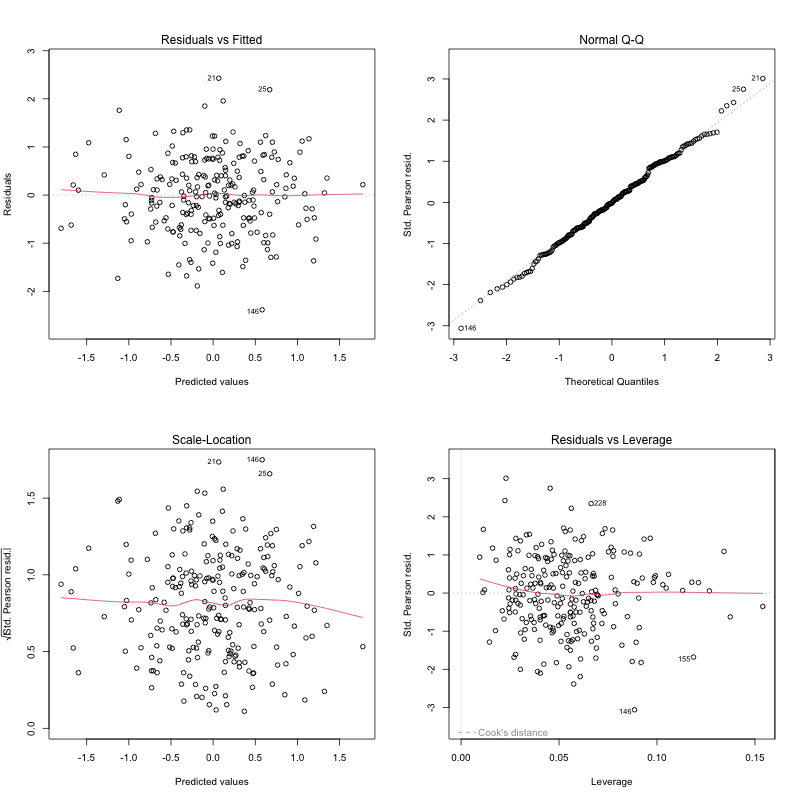 Residuals vs Fitted
Residuals
3
2
1
0
-1
-2
21
25
146
-1.5 -1.0 -0.5 0.0 0.5 1.0 1.5
Predicted values
Normal Q-Q
Std. Pearson resid.
3
2
1
0
-1
-2
-3
21
25
146
-3 -2 -1 0 1 2 3
Theoretical Quantiles
Scale-Location
√|Std. Pearson resid.|
1.5
1.0
0.5
0.0
21
146
25
-1.5 -1.0 -0.5 0.0 0.5 1.0 1.5
Predicted values
Residuals vs Leverage
Std. Pearson resid.
3
2
1
0
-1
-2
-3
228
155
146
Cook's distance
0.00 0.05 0.10 0.15
Leverage